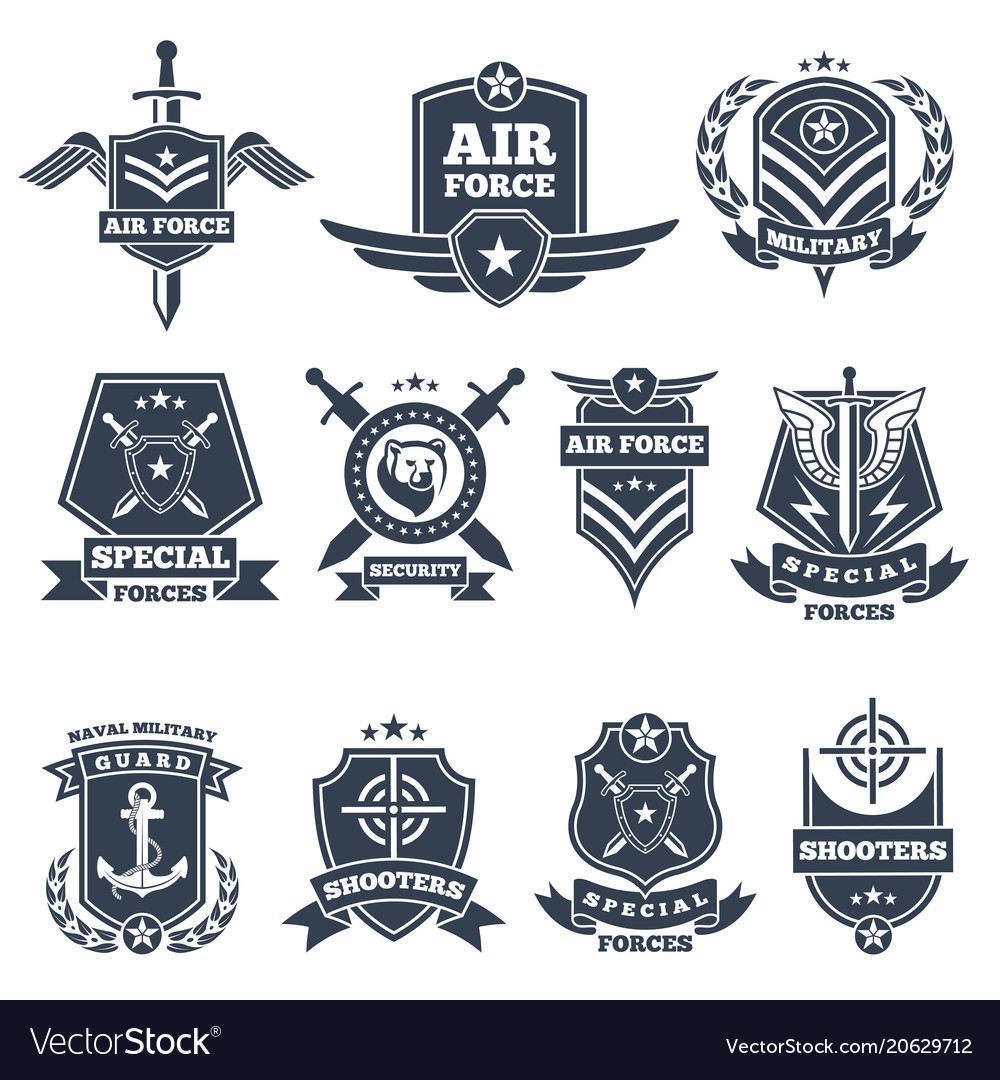 AIR FORCE
AIR
FORCE
MILITARY
SPECIAL
FORCES
SECURITY
AIR FORCE
SPECIAL
FORCES
NAVAL MILITARY
GUARD
SHOOTERS
SPECIAL
FORCES
SHOOTERS
VectorStock®
VectorStock.com/20629712